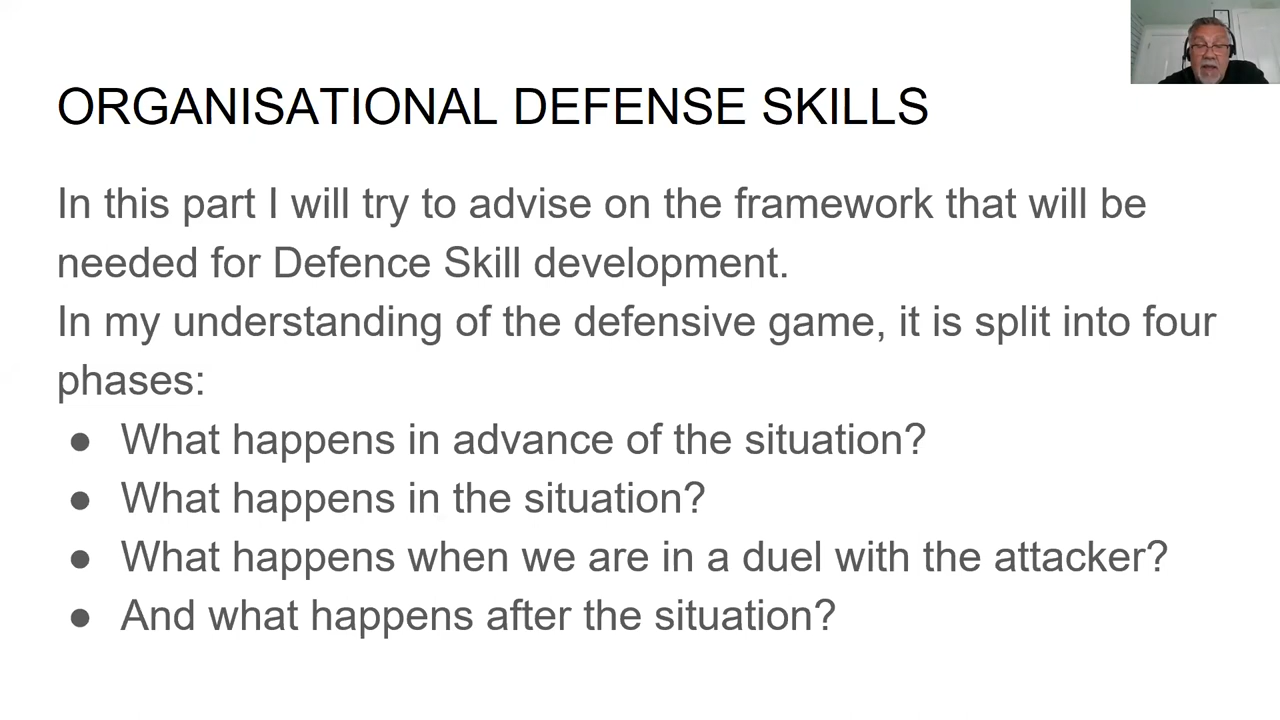 ORGANISATIONAL DEFENSE SKILLS
In this part I will try to advise on the framework that will be
needed for Defence Skill development.
In my understanding of the defensive game, it is split into four
phases:
● What happens in advance of the situation?
● What happens in the situation?
● What happens when we are in a duel with the attacker?
● And what happens after the situation?